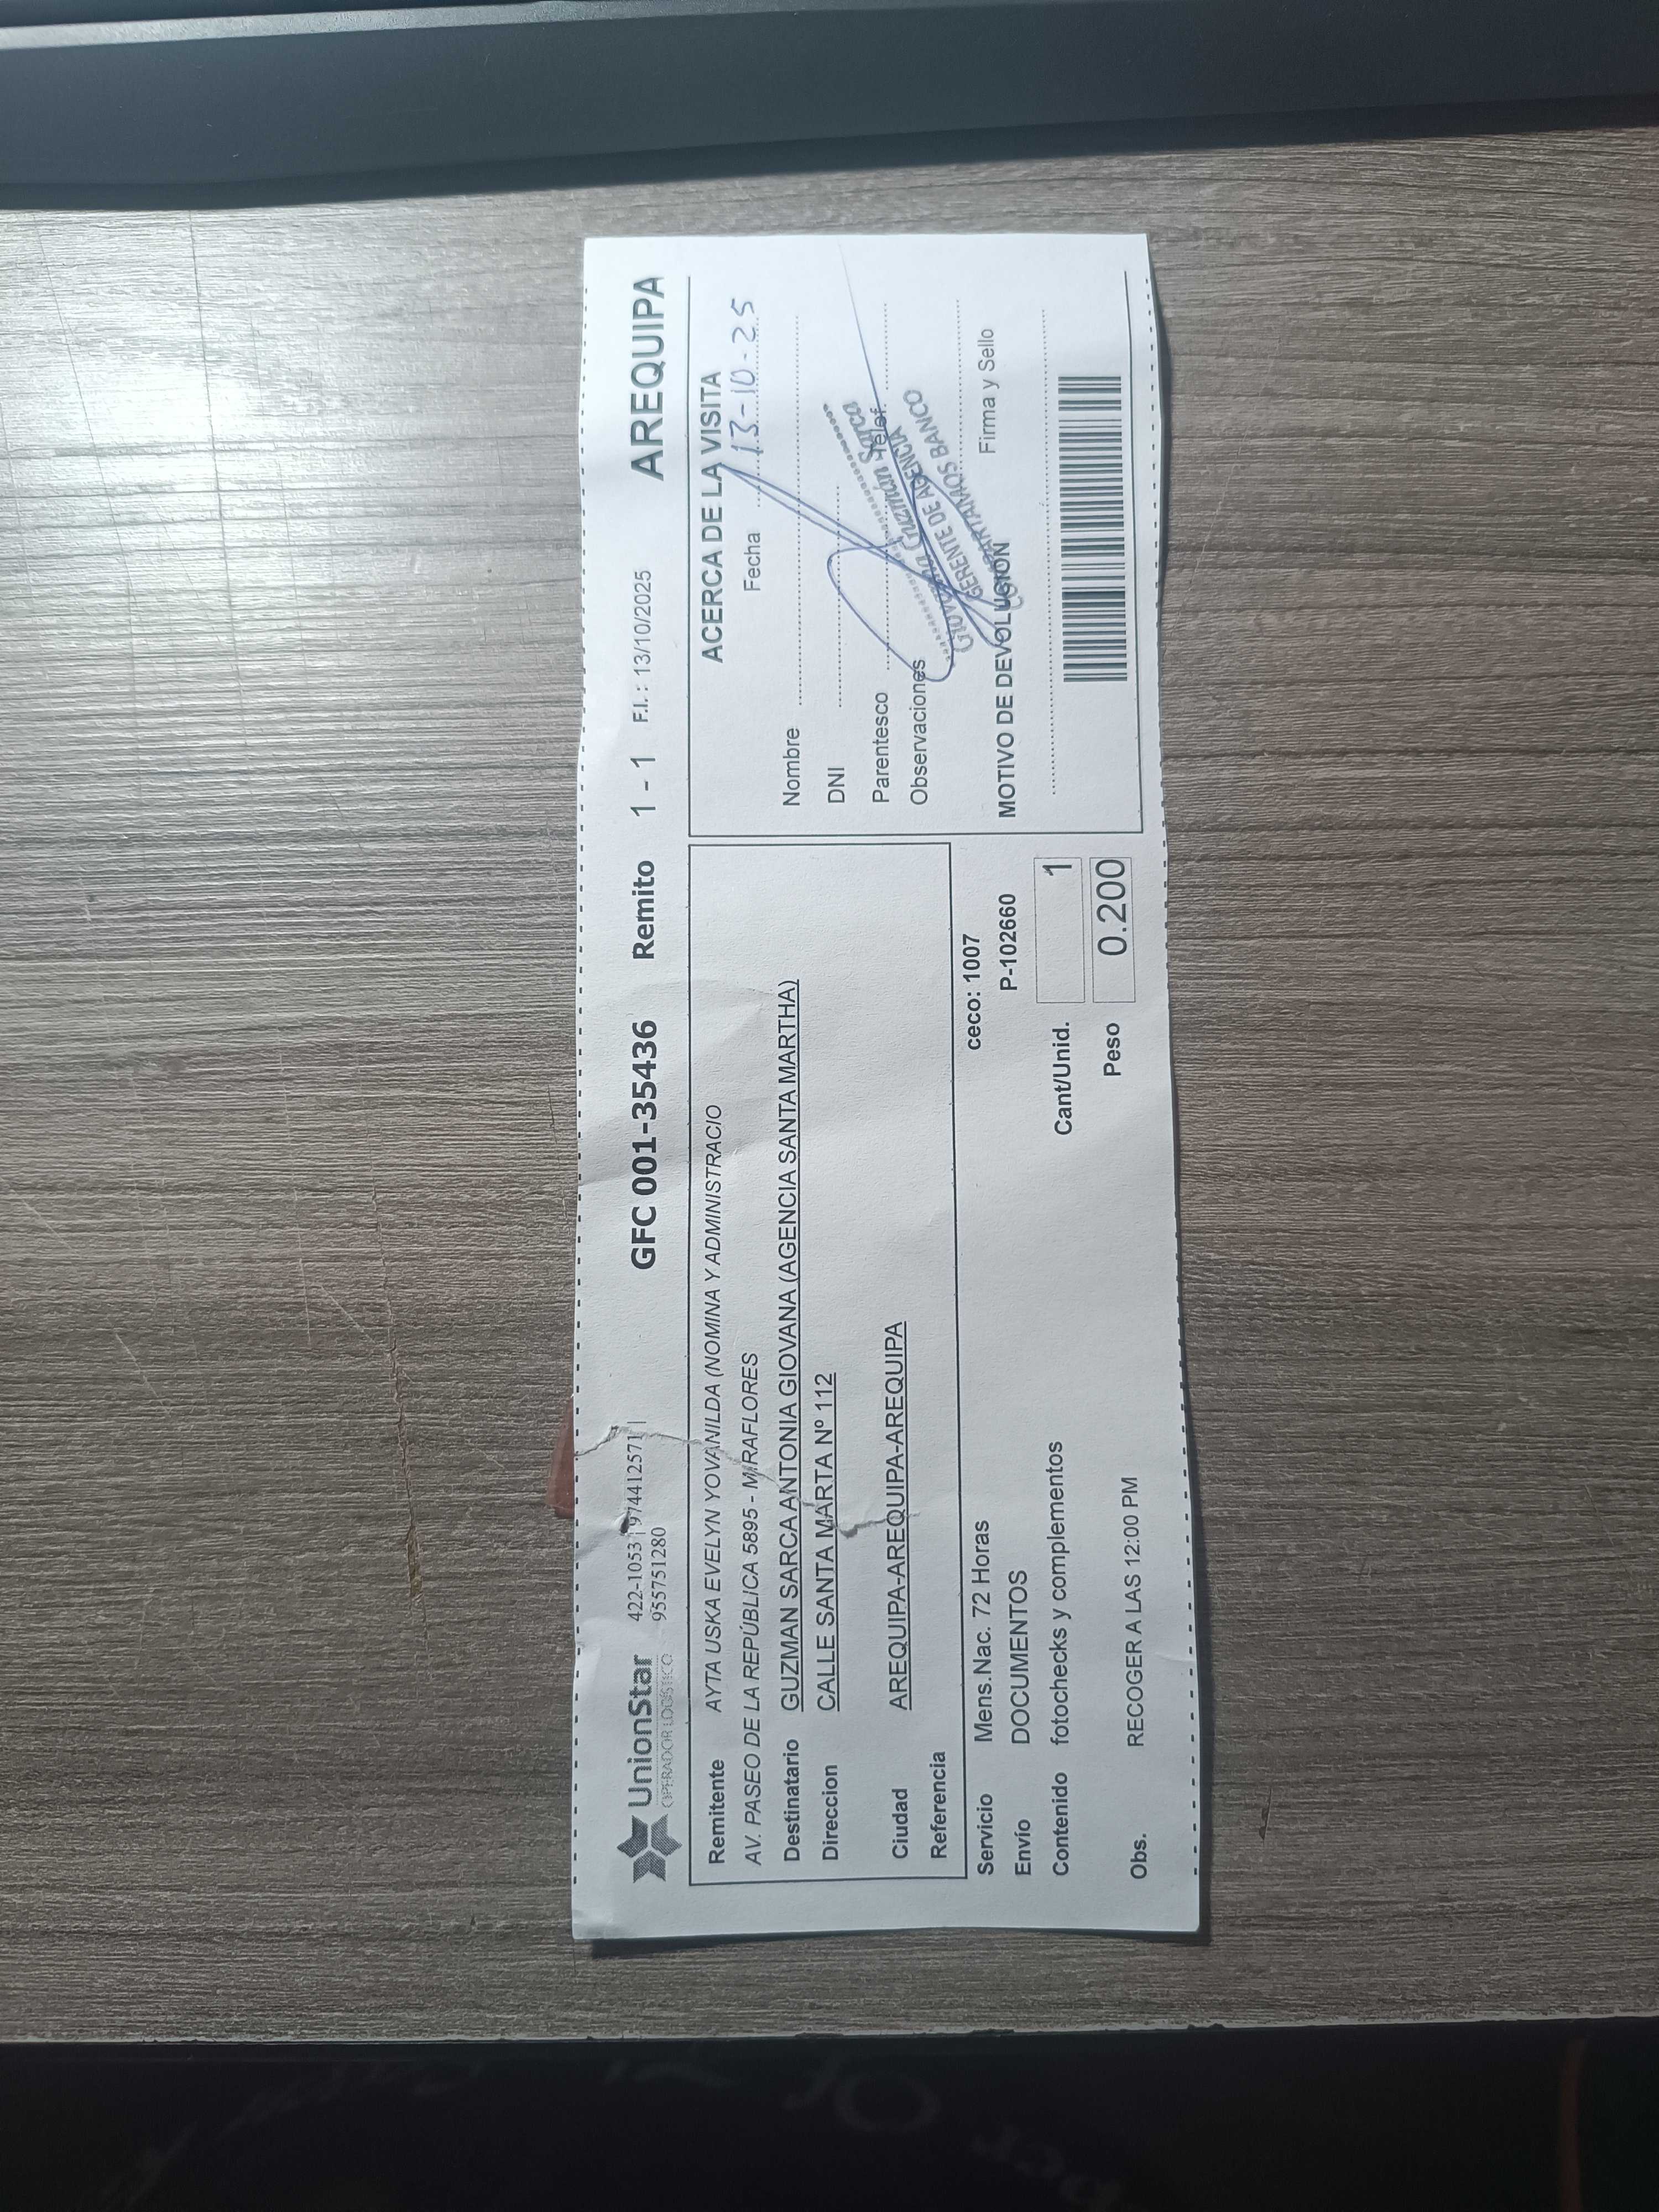 UnionStar 422-1053 | 974412571 | GFC 001-35436 Remito 1 - 1 F.I.: 13/10/2025 AREQUIPA
OPERADOR LOGÍSTICO 955751280
Remitente AYTA USKA EVELYN YOVANILDA (NOMINA Y ADMINISTRACIO
AV. PASEO DE LA REPÚBLICA 5895 - MIRAFLORES
Destinatario GUZMAN SARCA ANTONIA GIOVANA (AGENCIA SANTA MARTHA)
Direccion CALLE SANTA MARTA Nº 112
Ciudad AREQUIPA-AREQUIPA-AREQUIPA
Referencia
Servicio Mens.Nac. 72 Horas ceco: 1007
Envío DOCUMENTOS P-102660
Contenido fotochecks y complementos Cant/Unid. 1
Peso 0.200
Obs. RECOGER A LAS 12:00 PM
ACERCA DE LA VISITA
Fecha 13-10-25
Nombre
DNI
Parentesco Telef.
Observaciones
Guzmán Sarca
GERENTE DE AGENCIA
COMPARTAMOS BANCO
Firma y Sello
MOTIVO DE DEVOLUCION